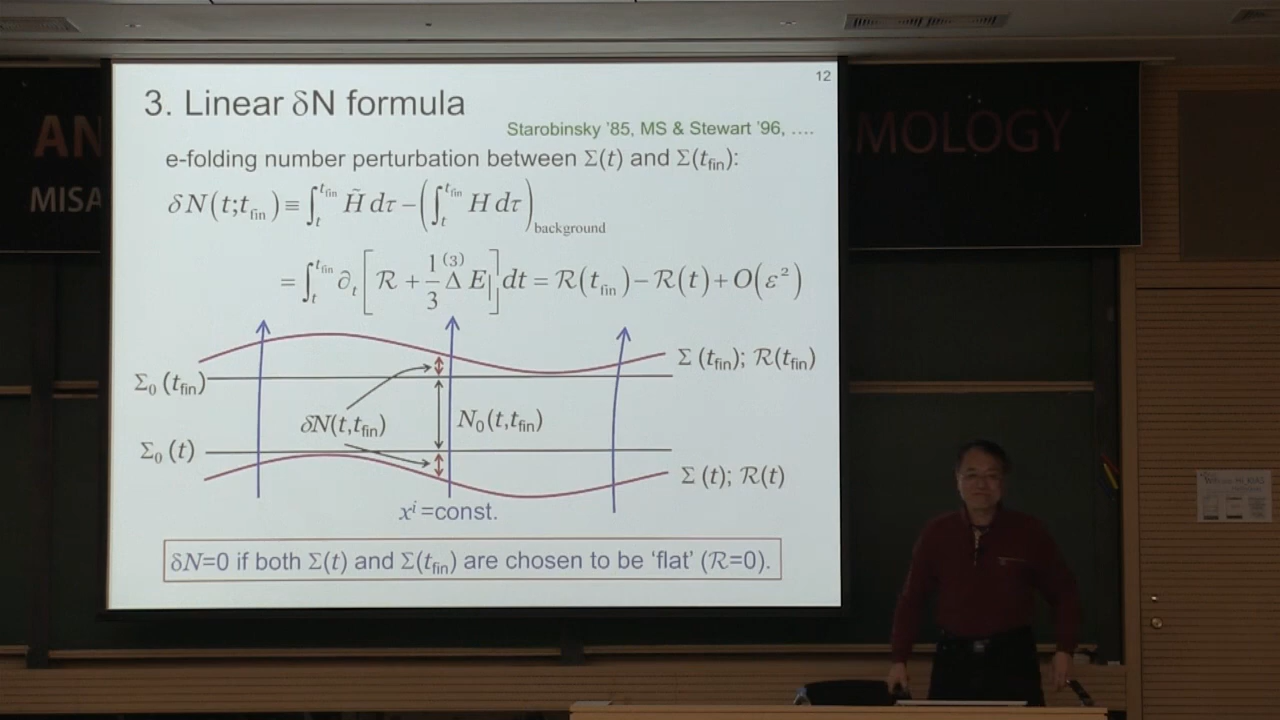 12
3. Linear δN formula
Starobinsky '85, MS & Stewart '96, ….
e-folding number perturbation between Σ(t) and Σ(t_fin):
δN(t;t_fin) ≡ ∫_t^{t_fin} H̃ dτ − (∫_t^{t_fin} H dτ)_background
= ∫_t^{t_fin} ∂_t [ℛ + 1/3 Δ^{(3)} E] dt = ℛ(t_fin) − ℛ(t) + O(ε²)
Σ(t_fin); ℛ(t_fin)
Σ₀(t_fin)
δN(t,t_fin)
N₀(t,t_fin)
Σ₀(t)
Σ(t); ℛ(t)
xⁱ=const.
δN=0 if both Σ(t) and Σ(t_fin) are chosen to be 'flat' (ℛ=0).
AN
MOLOGY
MISA